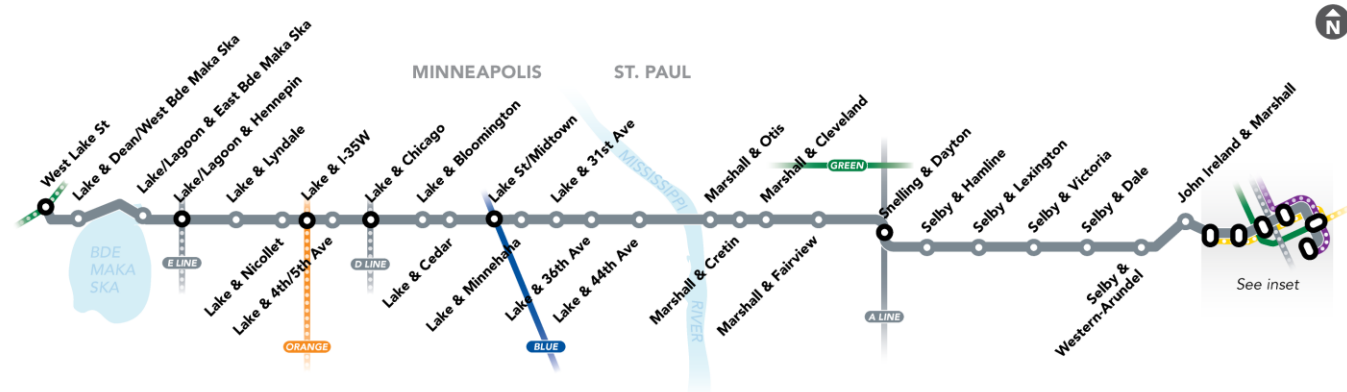 N
MINNEAPOLIS
ST. PAUL
West Lake St
Lake & Dean/West Bde Maka Ska
Lake/Lagoon & East Bde Maka Ska
Lake/Lagoon & Hennepin
Lake & Lyndale
Lake & Nicollet
Lake & I-35W
Lake & 4th/5th Ave
Lake & Chicago
Lake & Bloomington
Lake & Cedar
Lake St/Midtown
Lake & Minnehaha
Lake & 31st Ave
Lake & 36th Ave
Lake & 44th Ave
Marshall & Otis
Marshall & Cretin
Marshall & Cleveland
Marshall & Fairview
Snelling & Dayton
Selby & Hamline
Selby & Lexington
Selby & Victoria
Selby & Dale
Selby &
Western-Arundel
John Ireland & Marshall
BDE
MAKA
SKA
MISSISSIPPI
RIVER
E LINE
ORANGE
D LINE
BLUE
GREEN
A LINE
See inset